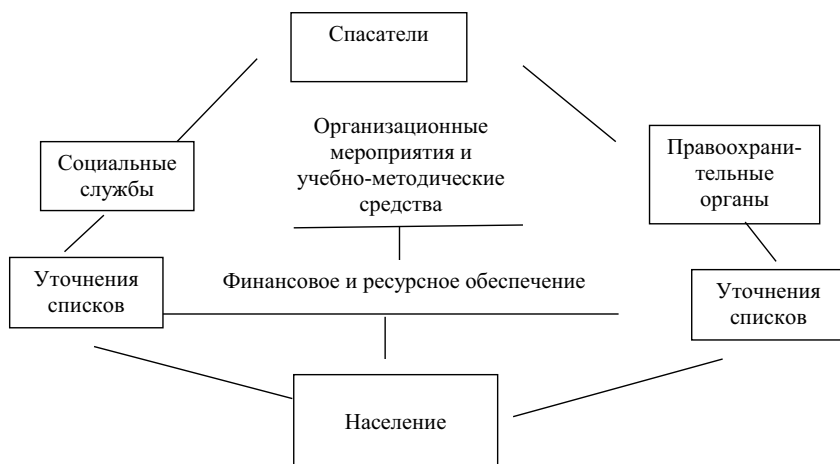 Спасатели
Организационные
мероприятия и
учебно-методические
средства
Социальные
службы
Правоохрани-
тельные
органы
Уточнения
списков
Финансовое и ресурсное обеспечение
Уточнения
списков
Население